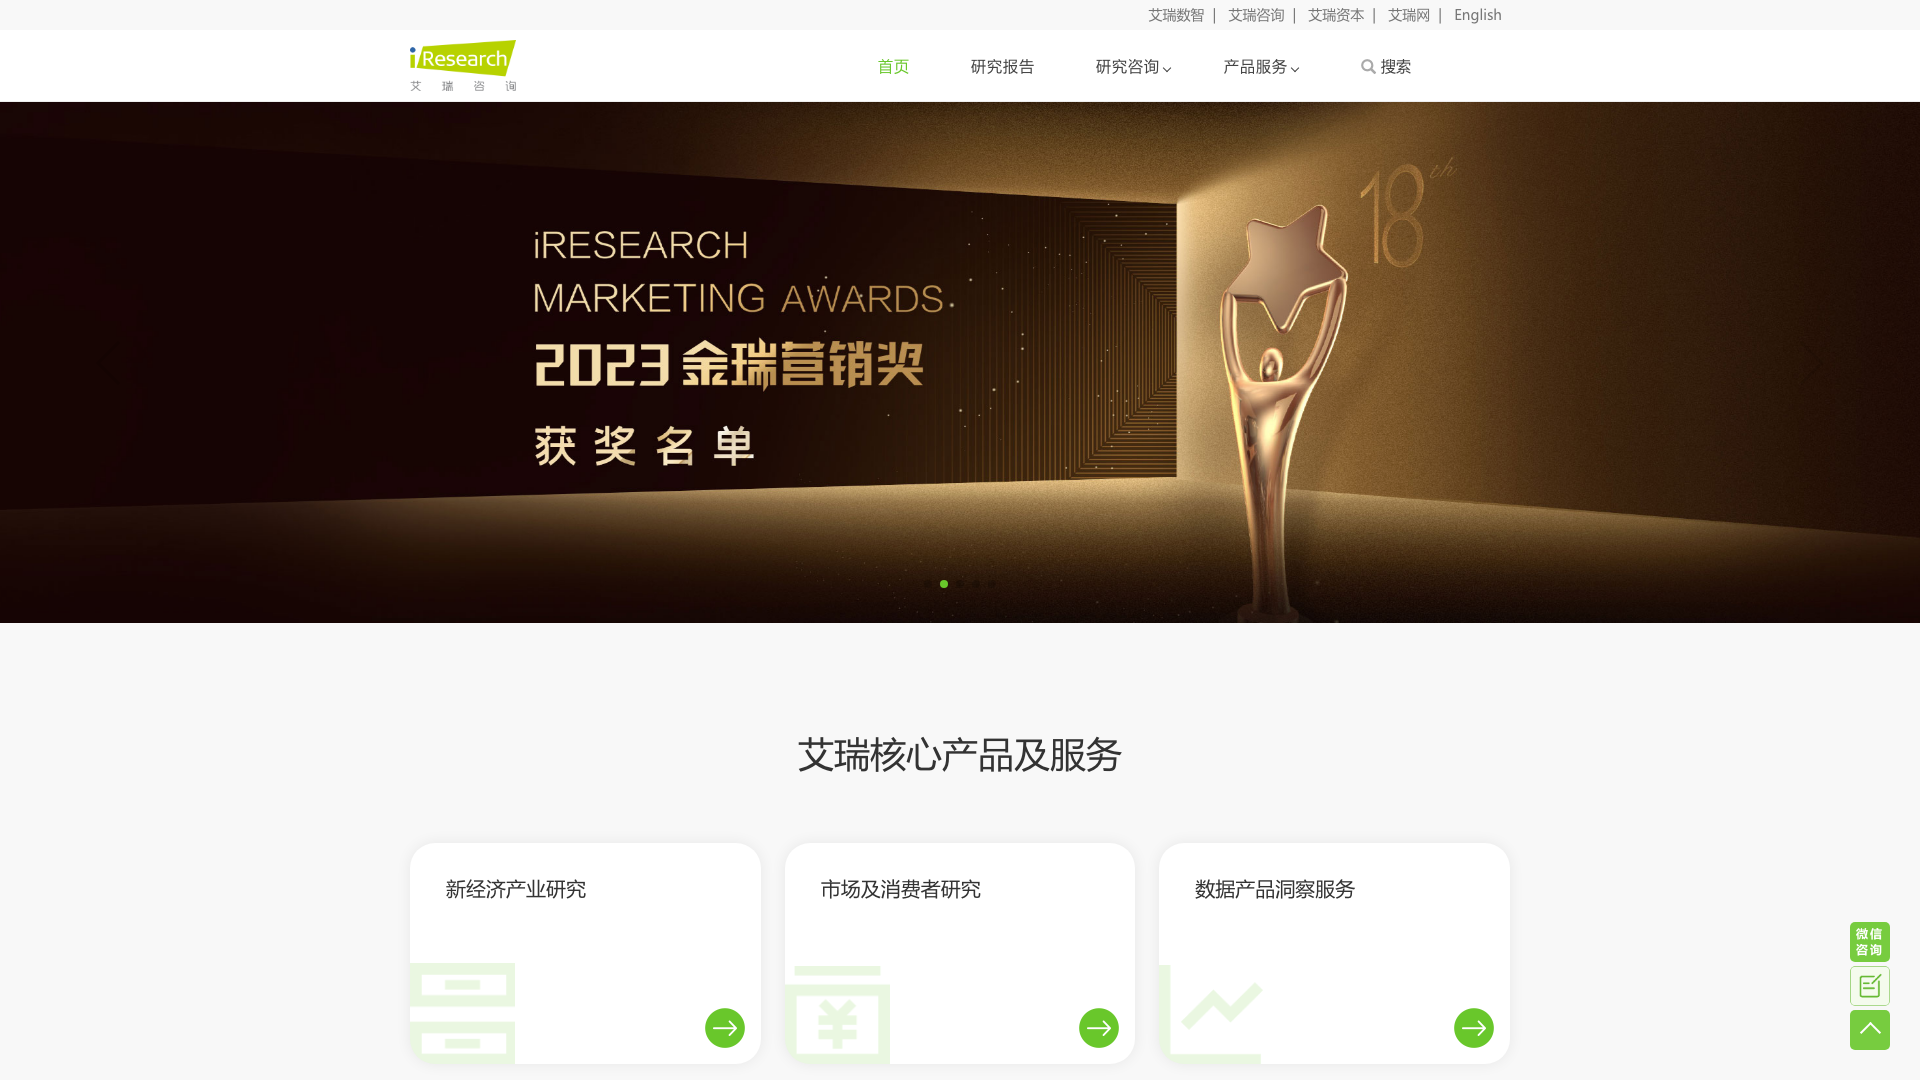 艾瑞数智 | 艾瑞咨询 | 艾瑞资本 | 艾瑞网 | English
iResearch
艾瑞咨询
首页 研究报告 研究咨询 产品服务 搜索
18th
iRESEARCH
MARKETING AWARDS
2023 金瑞营销奖
获奖名单
艾瑞核心产品及服务
新经济产业研究 市场及消费者研究 数据产品洞察服务
¥
微信
咨询